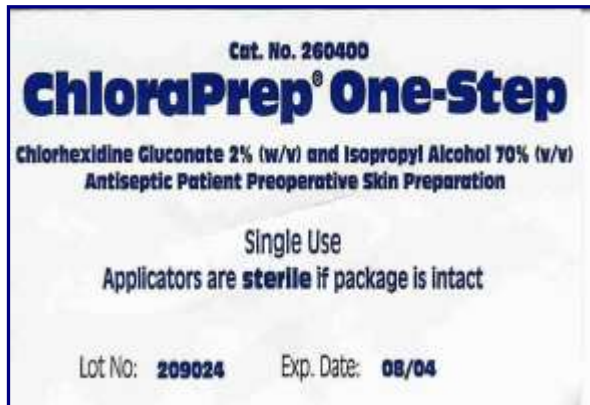 Cat. No. 260400
ChloraPrep® One-Step
Chlorhexidine Gluconate 2% (w/v) and Isopropyl Alcohol 70% (v/v)
Antiseptic Patient Preoperative Skin Preparation
Single Use
Applicators are sterile if package is intact
Lot No: 209024 Exp. Date: 08/04